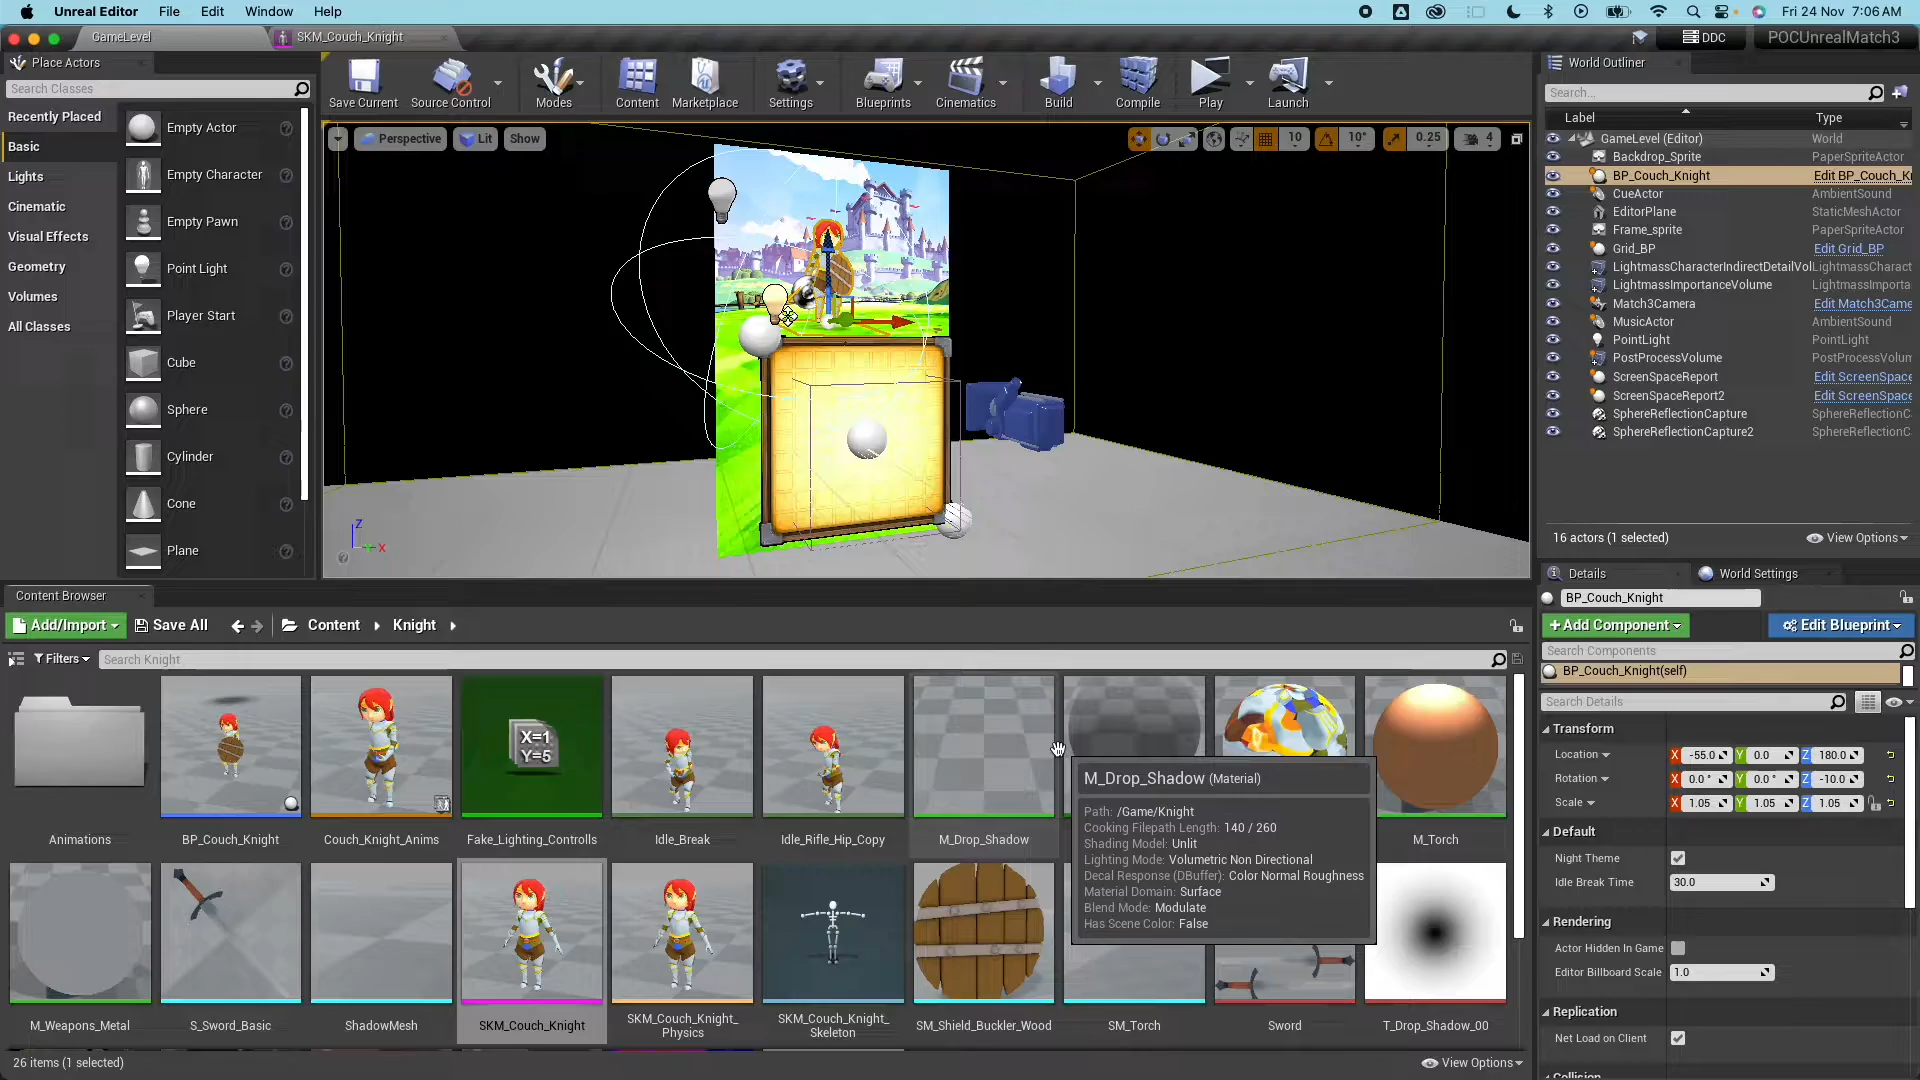 Unreal Editor File Edit Window Help
Fri 24 Nov 7:06 AM
GameLevel
SKM_Couch_Knight
DDC
POCUnrealMatch3
Place Actors
Search Classes
Recently Placed
Basic
Lights
Cinematic
Visual Effects
Geometry
Volumes
All Classes
Empty Actor
Empty Character
Empty Pawn
Point Light
Player Start
Cube
Sphere
Cylinder
Cone
Plane
Save Current
Source Control
Modes
Content
Marketplace
Settings
Blueprints
Cinematics
Build
Compile
Play
Launch
Perspective
Lit
Show
10
10°
0.25
4
Z
X
World Outliner
Search...
Label Type
GameLevel (Editor) World
Backdrop_Sprite PaperSpriteActor
BP_Couch_Knight Edit BP_Couch_K
CueActor AmbientSound
EditorPlane StaticMeshActor
Frame_sprite PaperSpriteActor
Grid_BP Edit Grid_BP
LightmassCharacterIndirectDetailVol LightmassCharact
LightmassImportanceVolume LightmassImporta
Match3Camera Edit Match3Came
MusicActor AmbientSound
PointLight PointLight
PostProcessVolume PostProcessVolum
ScreenSpaceReport Edit ScreenSpace
ScreenSpaceReport2 Edit ScreenSpace
SphereReflectionCapture SphereReflectionC
SphereReflectionCapture2 SphereReflectionC
16 actors (1 selected)
View Options
Content Browser
Add/Import
Save All
Content
Knight
Filters
Search Knight
Animations
BP_Couch_Knight
Couch_Knight_Anims
X=1
Y=5
Fake_Lighting_Controlls
Idle_Break
Idle_Rifle_Hip_Copy
M_Drop_Shadow
M_Torch
M_Drop_Shadow (Material)
Path: /Game/Knight
Cooking Filepath Length: 140 / 260
Shading Model: Unlit
Lighting Mode: Volumetric Non Directional
Decal Response (DBuffer): Color Normal Roughness
Material Domain: Surface
Blend Mode: Modulate
Has Scene Color: False
M_Weapons_Metal
S_Sword_Basic
ShadowMesh
SKM_Couch_Knight
SKM_Couch_Knight_
Physics
SKM_Couch_Knight_
Skeleton
SM_Shield_Buckler_Wood
SM_Torch
Sword
T_Drop_Shadow_00
26 items (1 selected)
View Options
Details
World Settings
BP_Couch_Knight
+Add Component
Edit Blueprint
Search Components
BP_Couch_Knight(self)
Search Details
Transform
Location X -55.0 Y 0.0 Z 180.0
Rotation X 0.0° Y 0.0° Z -10.0
Scale X 1.05 Y 1.05 Z 1.05
Default
Night Theme
Idle Break Time 30.0
Rendering
Actor Hidden In Game
Editor Billboard Scale 1.0
Replication
Net Load on Client
Collision